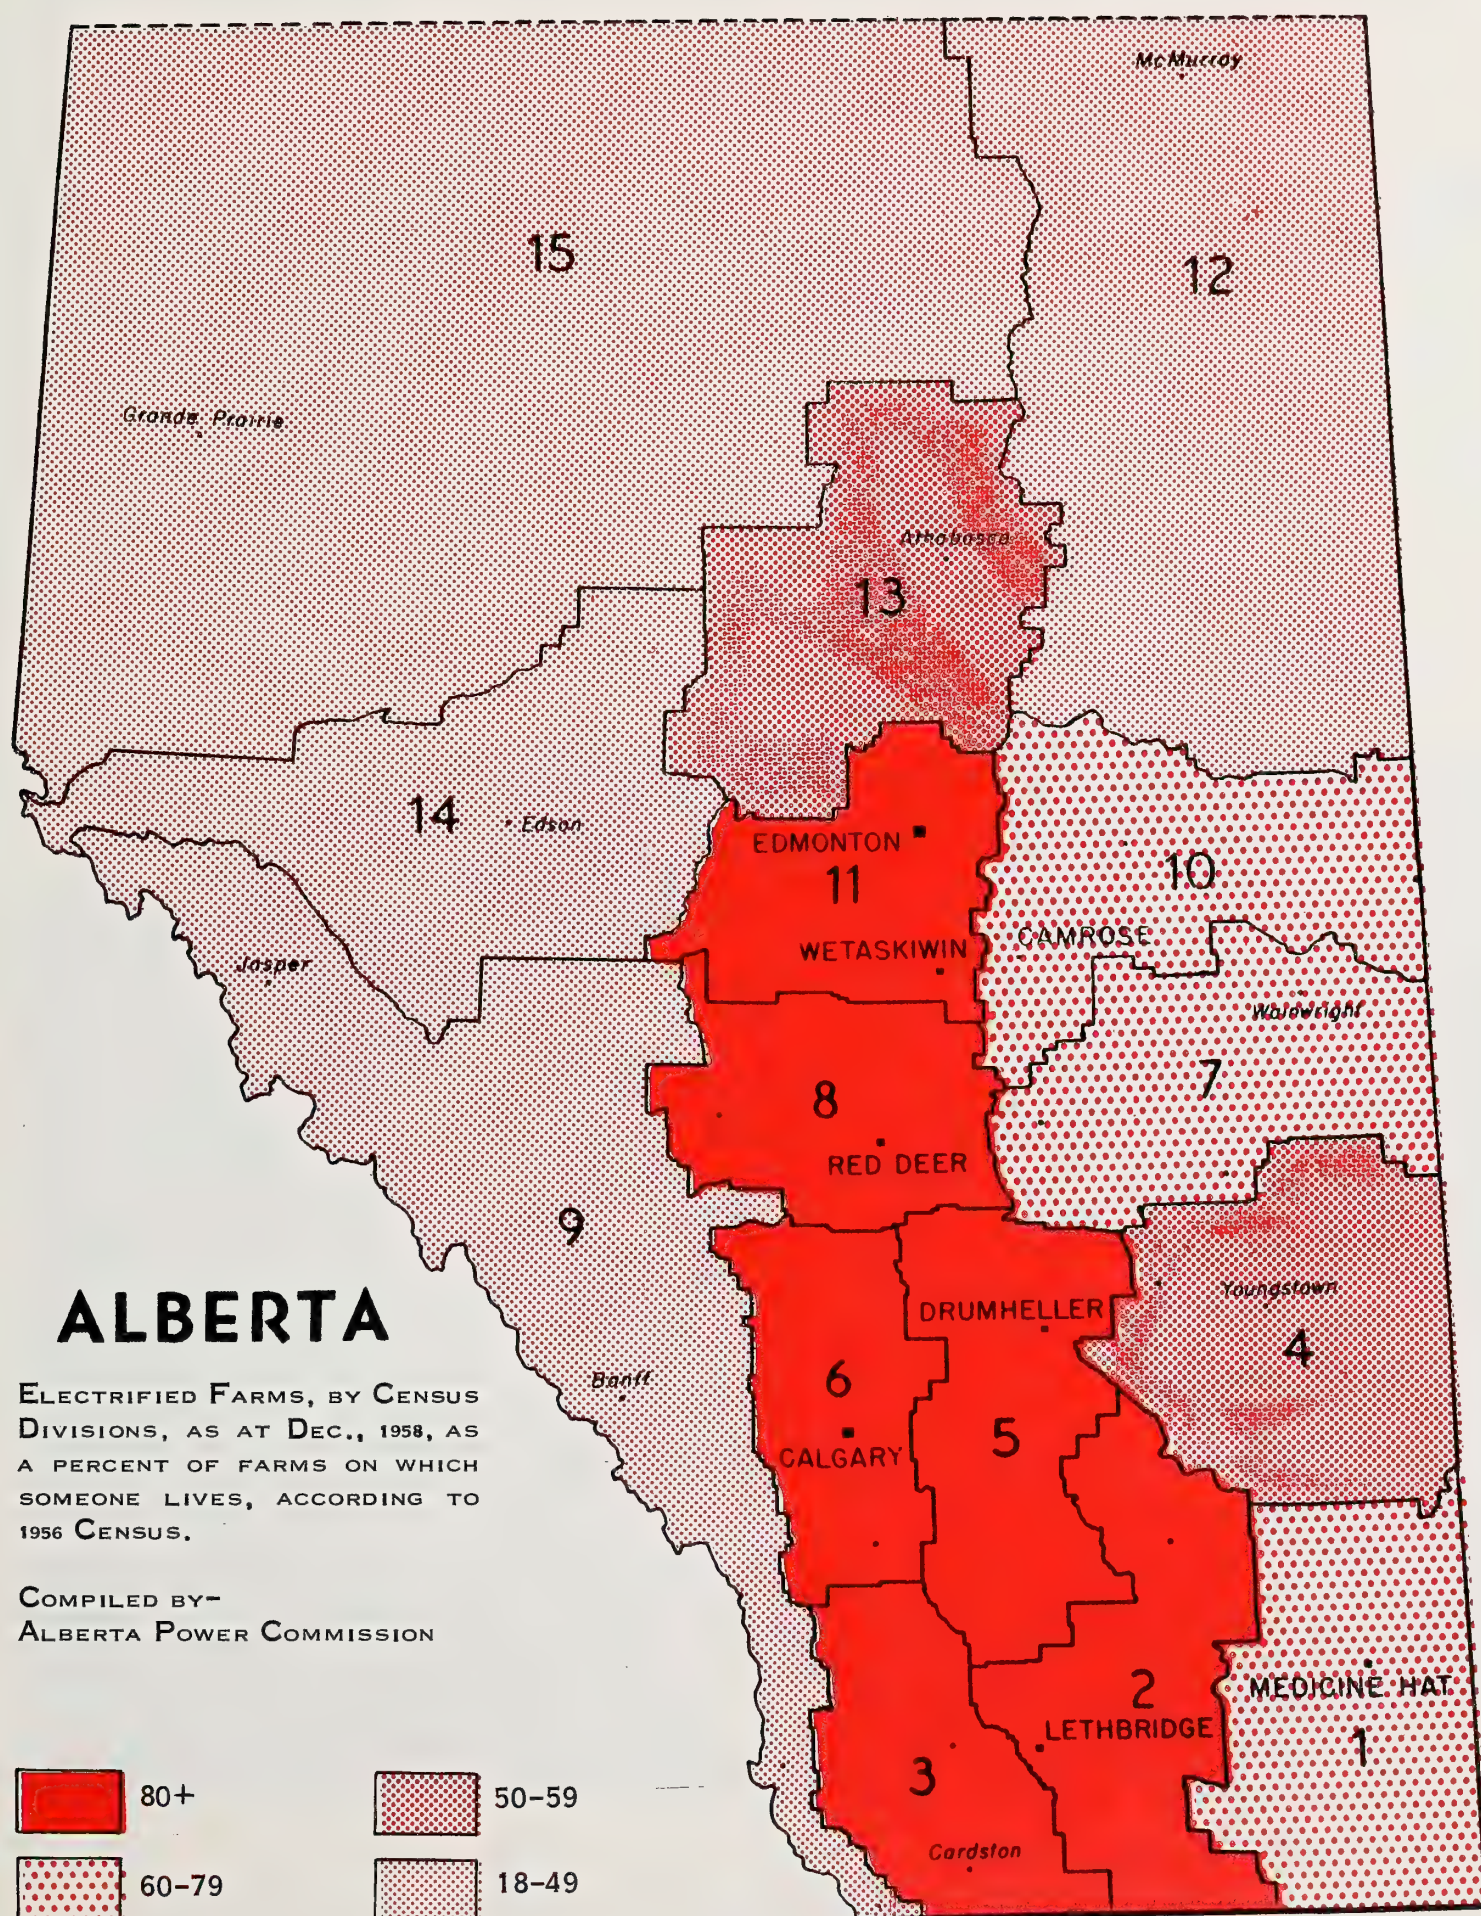 McMurray
15
12
Grande Prairie
Athabasca
13
14
Edson
EDMONTON
11
10
WETASKIWIN
CAMROSE
Jasper
Wainwright
7
8
RED DEER
9
Youngstown
DRUMHELLER
4
ALBERTA
Banff
6
5
CALGARY
ELECTRIFIED FARMS, BY CENSUS
DIVISIONS, AS AT DEC., 1958, AS
A PERCENT OF FARMS ON WHICH
SOMEONE LIVES, ACCORDING TO
1956 CENSUS.
COMPILED BY-
ALBERTA POWER COMMISSION
2
MEDICINE HAT
LETHBRIDGE
1
3
Cardston
80+
50-59
60-79
18-49